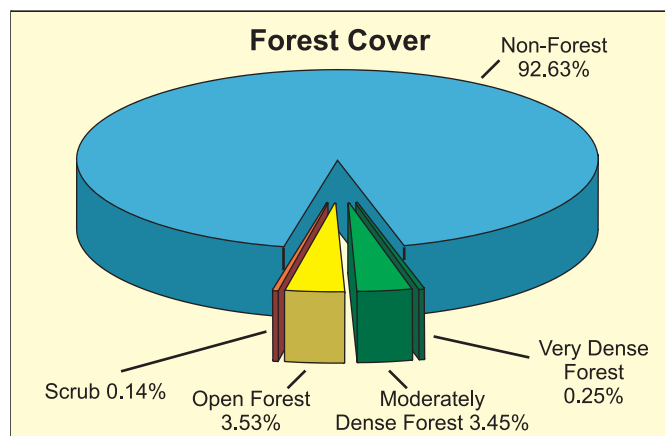 Forest Cover
Non-Forest
92.63%
Scrub 0.14%
Open Forest
3.53%
Moderately
Dense Forest 3.45%
Very Dense
Forest
0.25%